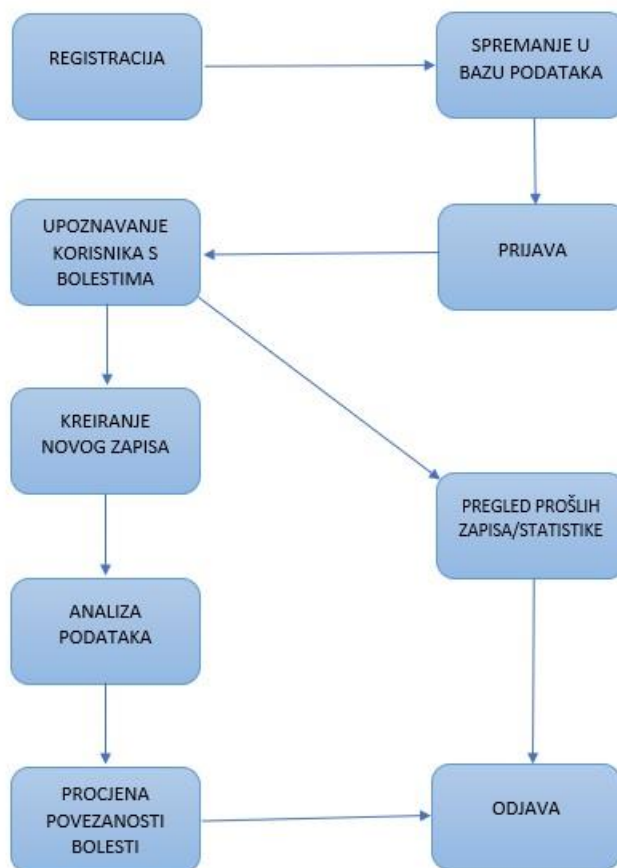 REGISTRACIJA
SPREMANJE U
BAZU PODATAKA
UPOZNAVANJE
KORISNIKA S
BOLESTIMA
PRIJAVA
KREIRANJE
NOVOG ZAPISA
PREGLED PROŠLIH
ZAPISA/STATISTIKE
ANALIZA
PODATAKA
PROCJENA
POVEZANOSTI
BOLESTI
ODJAVA